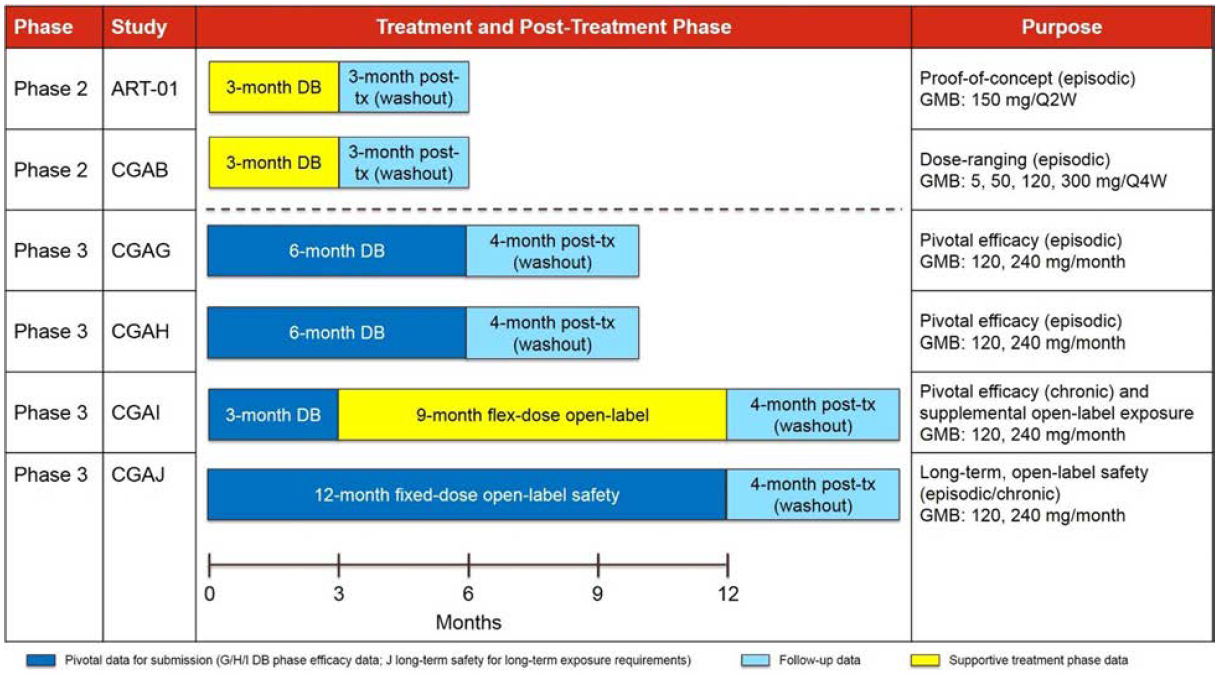 Phase Study Treatment and Post-Treatment Phase Purpose
Phase 2 ART-01 3-month DB 3-month post-
tx (washout) Proof-of-concept (episodic)
GMB: 150 mg/Q2W
Phase 2 CGAB 3-month DB 3-month post-
tx (washout) Dose-ranging (episodic)
GMB: 5, 50, 120, 300 mg/Q4W
Phase 3 CGAG 6-month DB 4-month post-tx
(washout) Pivotal efficacy (episodic)
GMB: 120, 240 mg/month
Phase 3 CGAH 6-month DB 4-month post-tx
(washout) Pivotal efficacy (episodic)
GMB: 120, 240 mg/month
Phase 3 CGAI 3-month DB 9-month flex-dose open-label 4-month post-tx
(washout) Pivotal efficacy (chronic) and
supplemental open-label exposure
GMB: 120, 240 mg/month
Phase 3 CGAJ 12-month fixed-dose open-label safety 4-month post-tx
(washout) Long-term, open-label safety
(episodic/chronic)
GMB: 120, 240 mg/month
0 3 6 9 12
Months
Pivotal data for submission (G/H/I DB phase efficacy data; J long-term safety for long-term exposure requirements) Follow-up data Supportive treatment phase data